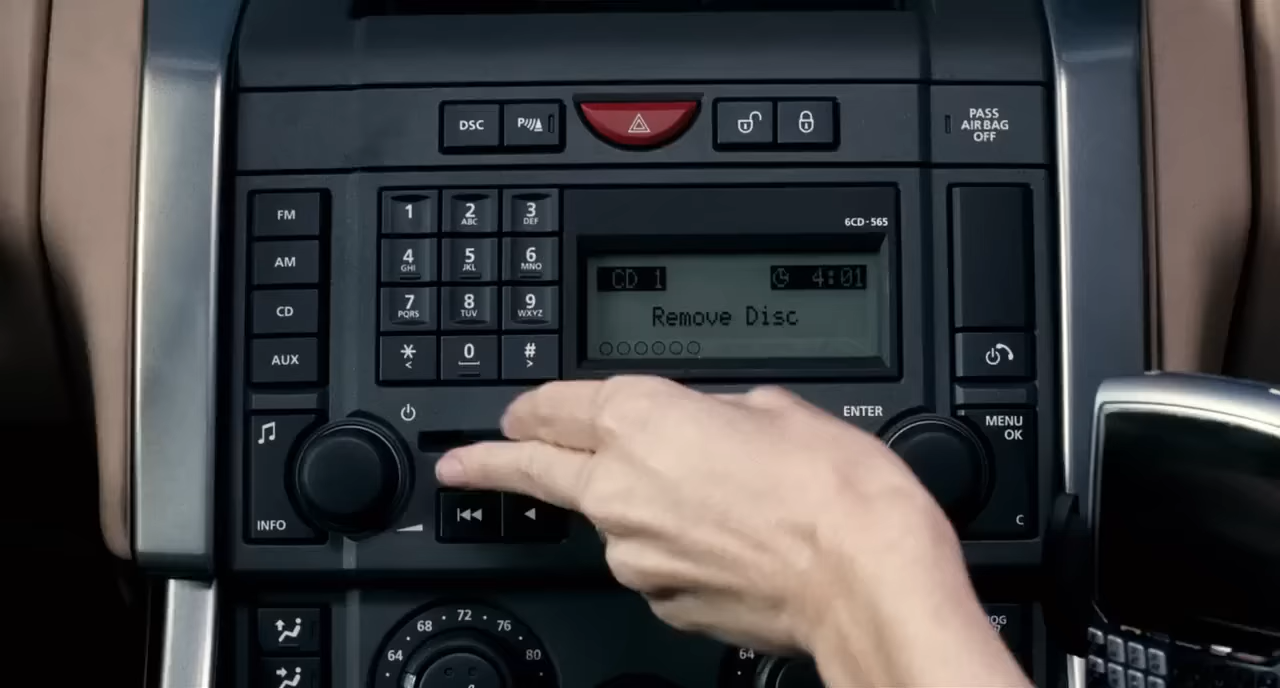 DSC
P
PASS
AIRBAG
OFF
FM
AM
CD
AUX
1
2
ABC
3
DEF
4
GHI
5
JKL
6
MNO
7
PQRS
8
TUV
9
WXYZ
*
<
0
#
>
6CD-565
CD 1
4:01
Remove Disc
ENTER
MENU
OK
INFO
C
64
68
72
76
80
64